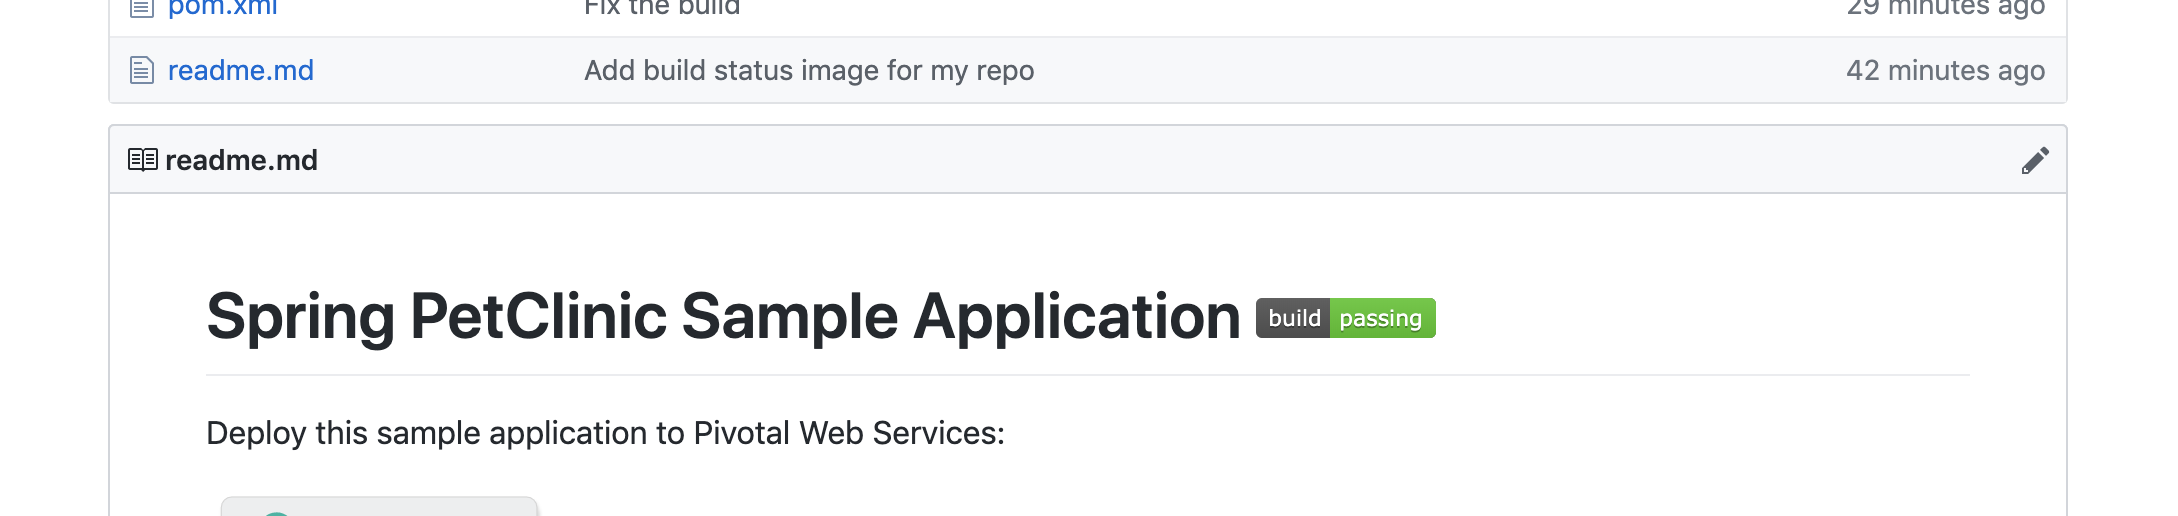 pom.xml Fix the build 29 minutes ago
readme.md Add build status image for my repo 42 minutes ago
readme.md
Spring PetClinic Sample Application build passing
Deploy this sample application to Pivotal Web Services: